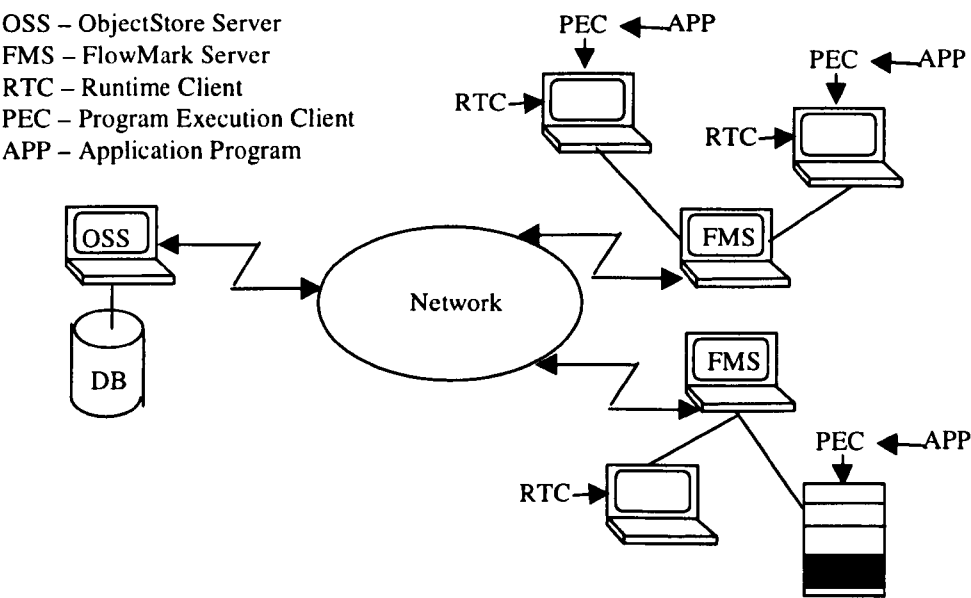 OSS – ObjectStore Server
FMS – FlowMark Server
RTC – Runtime Client
PEC – Program Execution Client
APP – Application Program
PEC APP
RTC
PEC APP
RTC
OSS
FMS
Network
DB
FMS
PEC APP
RTC